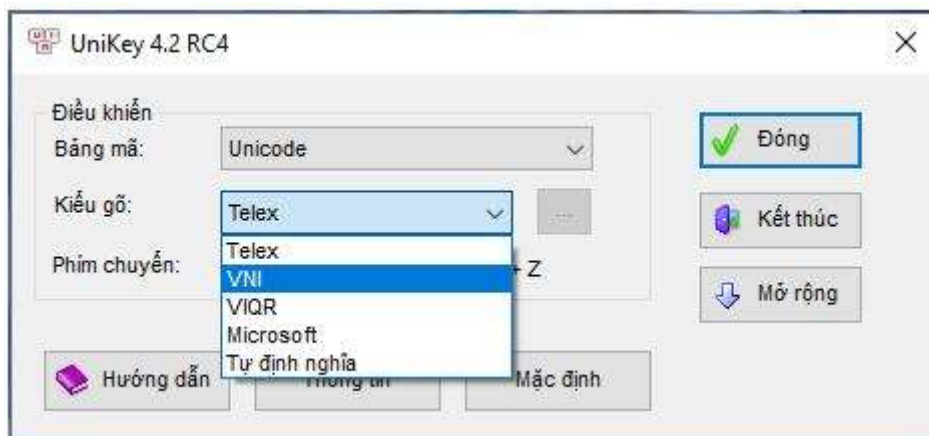 UniKey 4.2 RC4
Điều khiển
Bảng mã: Unicode
Kiểu gõ: Telex ...
Telex
VNI
VIQR
Microsoft
Tự định nghĩa
Phím chuyển: + Z
Đóng
Kết thúc
Mở rộng
Hướng dẫn
Mặc định